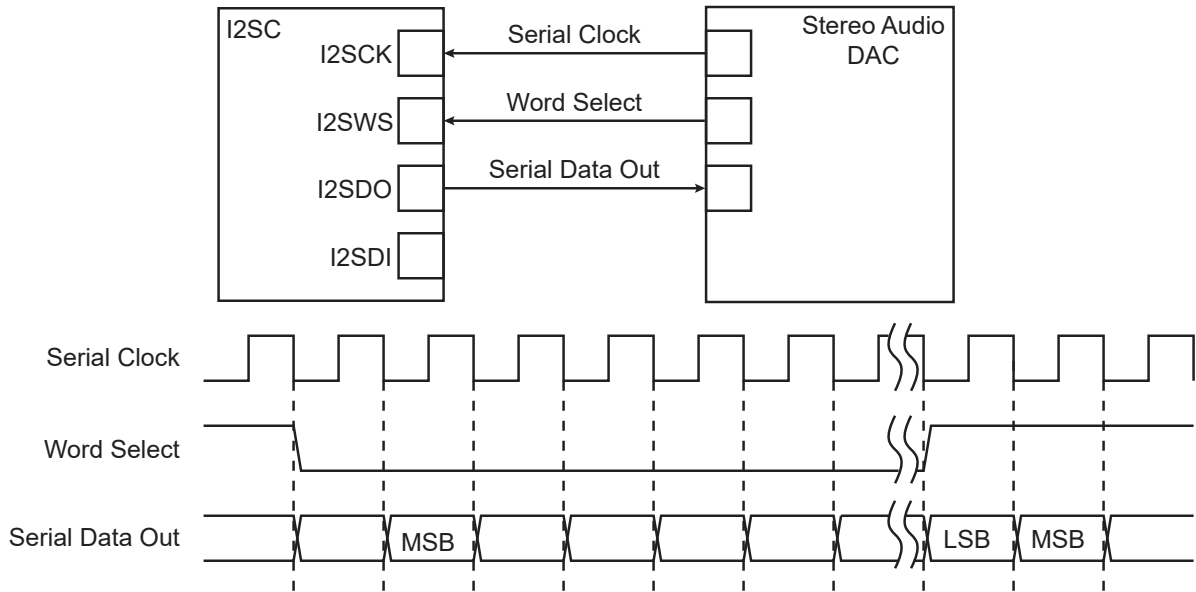 I2SC
Stereo Audio
DAC
I2SCK
Serial Clock
I2SWS
Word Select
I2SDO
Serial Data Out
I2SDI
Serial Clock
Word Select
Serial Data Out
MSB
LSB
MSB